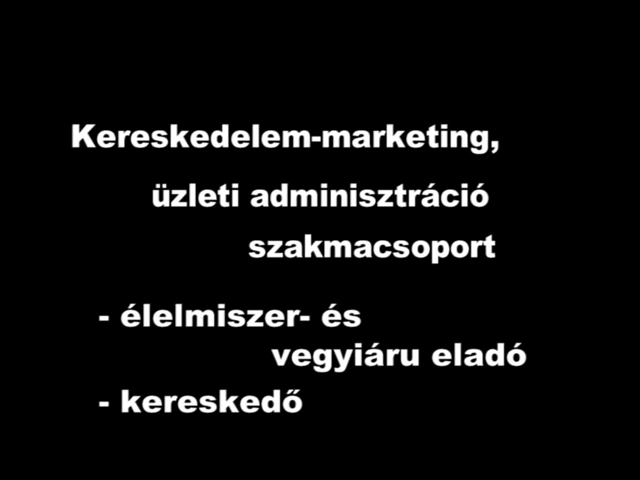 Kereskedelem-marketing,
üzleti adminisztráció
szakmacsoport
- élelmiszer- és
vegyiáru eladó
- kereskedő